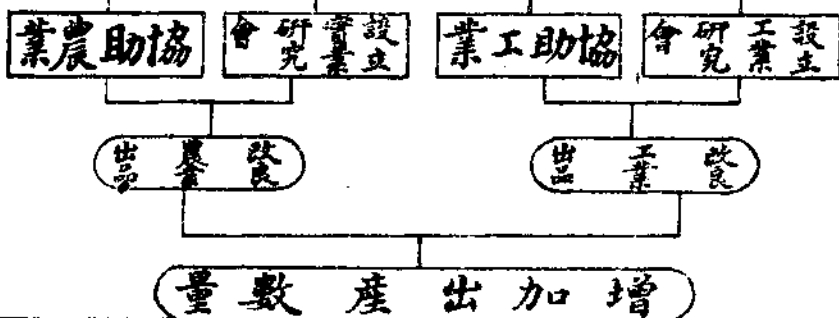 設立工業研究會
協助工業
設立 研究會
協助農業
改良工業出品
改良農業出品
增加出產數量